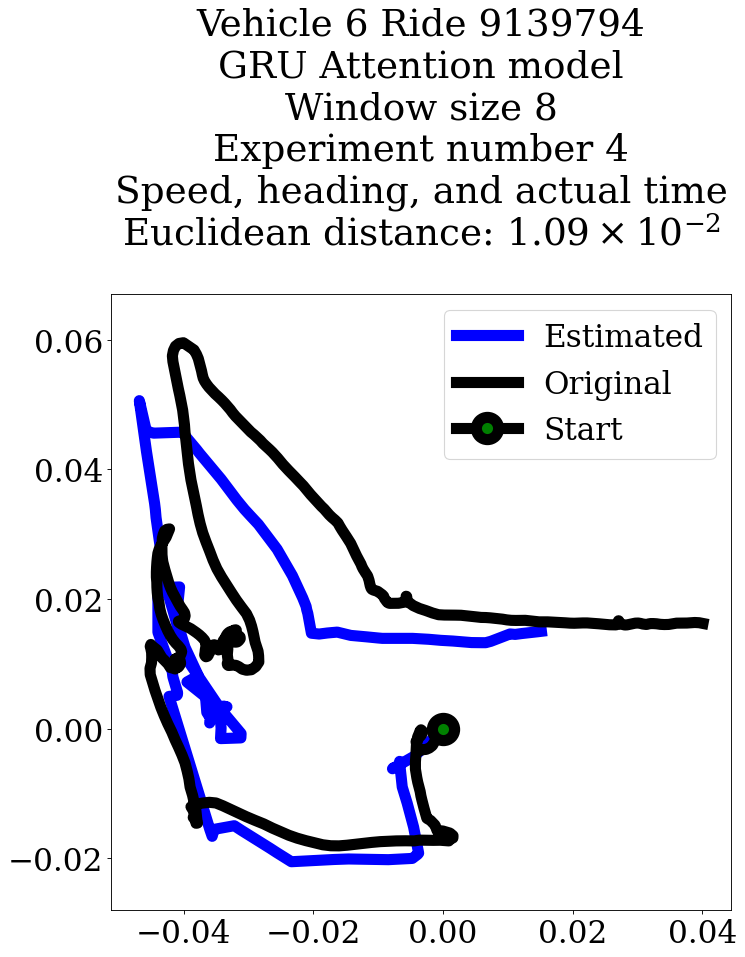 Vehicle 6 Ride 9139794
GRU Attention model
Window size 8
Experiment number 4
Speed, heading, and actual time
Euclidean distance: 1.09 × 10⁻²
Estimated
Original
Start
0.06
0.04
0.02
0.00
−0.02
−0.04 −0.02 0.00 0.02 0.04